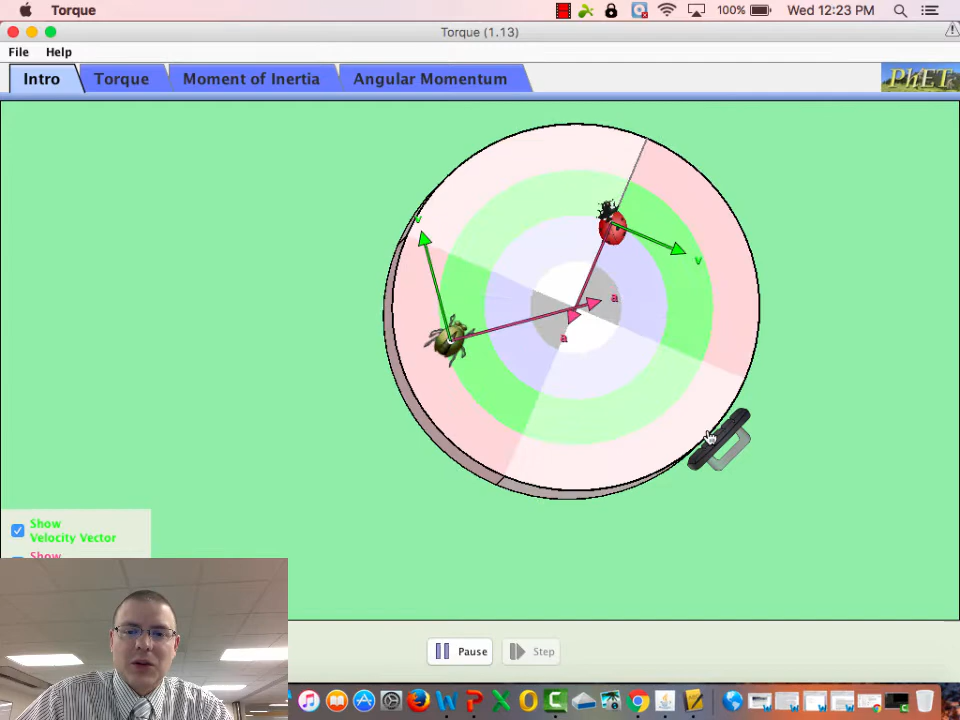 Torque
100%
Wed 12:23 PM
Torque (1.13)
File Help
Intro Torque Moment of Inertia Angular Momentum
PhET
v
v
a
a
Show
Velocity Vector
Show
Pause Step